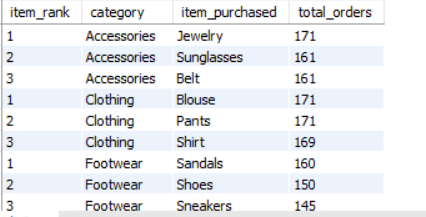 item_rank category item_purchased total_orders
1 Accessories Jewelry 171
2 Accessories Sunglasses 161
3 Accessories Belt 161
1 Clothing Blouse 171
2 Clothing Pants 171
3 Clothing Shirt 169
1 Footwear Sandals 160
2 Footwear Shoes 150
3 Footwear Sneakers 145